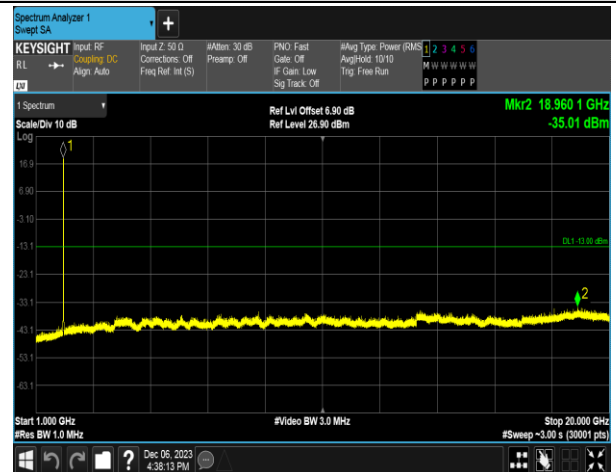 Spectrum Analyzer 1
Swept SA
+
KEYSIGHT Input: RF Input Z: 50 Ω #Atten: 30 dB PNO: Fast #Avg Type: Power (RMS 1 2 3 4 5 6
RL Coupling: DC Corrections: Off Preamp: Off Gate: Off Avg|Hold: 10/10 M W W W W W
Align: Auto Freq Ref: Int (S) IF Gain: Low Trig: Free Run
Sig Track: Off P P P P P P
LXI
1 Spectrum Ref Lvl Offset 6.90 dB Mkr2 18.960 1 GHz
Scale/Div 10 dB Ref Level 26.90 dBm -35.01 dBm
Log
1
16.9
6.90
-3.10
DL1 -13.00 dBm
-13.1
-23.1
2
-33.1
-43.1
-53.1
-63.1
Start 1.000 GHz #Video BW 3.0 MHz Stop 20.000 GHz
#Res BW 1.0 MHz #Sweep ~3.00 s (30001 pts)
? Dec 06, 2023
4:38:13 PM